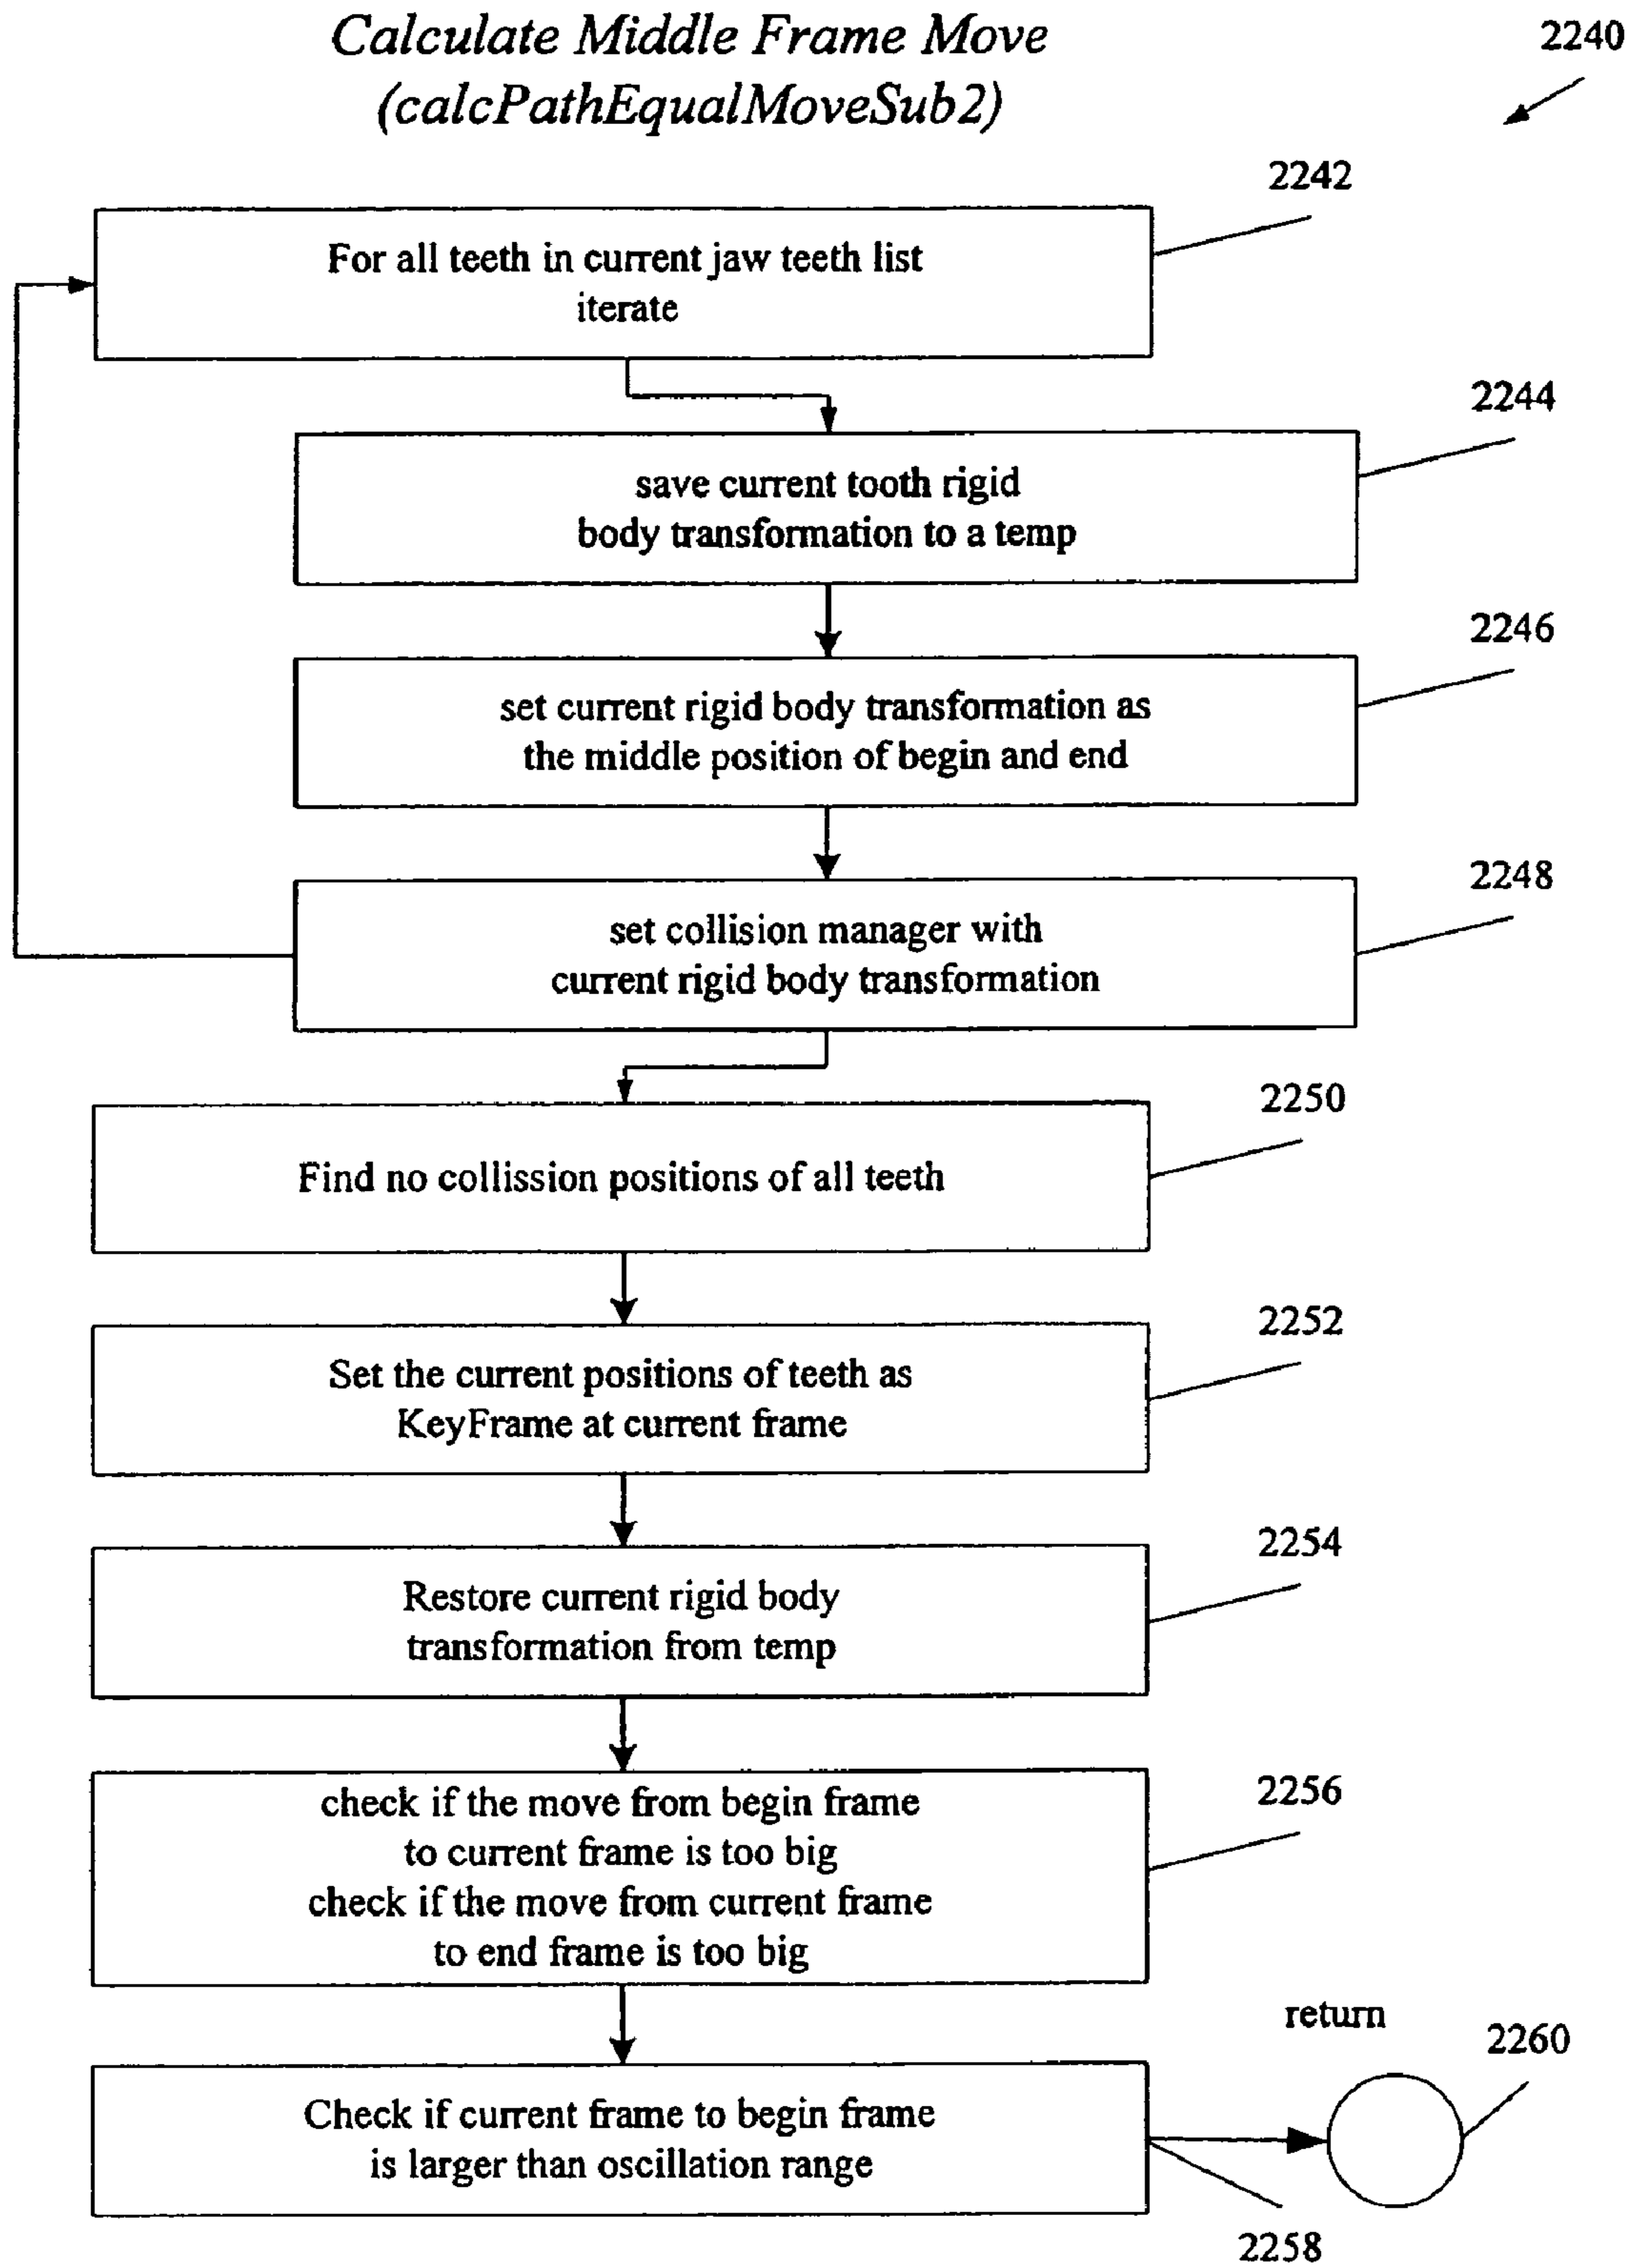 Calculate Middle Frame Move
2240
(calcPathEqualMoveSub2)
2242
For all teeth in current jaw teeth list
iterate
2244
save current tooth rigid
body transformation to a temp
2246
set current rigid body transformation as
the middle position of begin and end
2248
set collision manager with
current rigid body transformation
2250
Find no collission positions of all teeth
2252
Set the current positions of teeth as
KeyFrame at current frame
2254
Restore current rigid body
transformation from temp
2256
check if the move from begin frame
to current frame is too big
check if the move from current frame
to end frame is too big
return
2260
Check if current frame to begin frame
is larger than oscillation range
2258